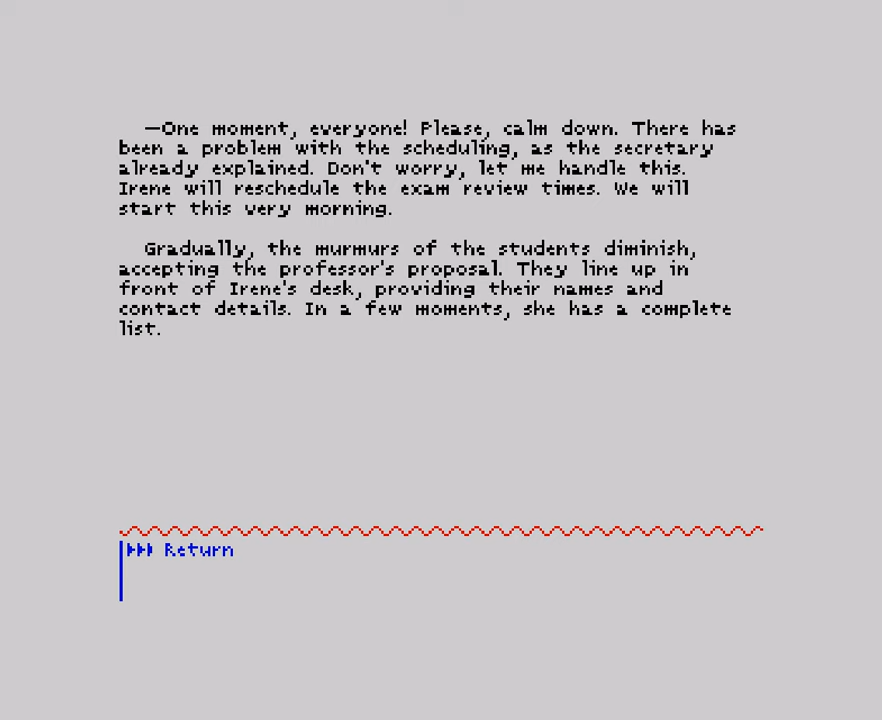 —One moment, everyone! Please, calm down. There has
been a problem with the scheduling, as the secretary
already explained. Don't worry, let me handle this.
Irene will reschedule the exam review times. We will
start this very morning.
Gradually, the murmurs of the students diminish,
accepting the professor's proposal. They line up in
front of Irene's desk, providing their names and
contact details. In a few moments, she has a complete
list.
Return